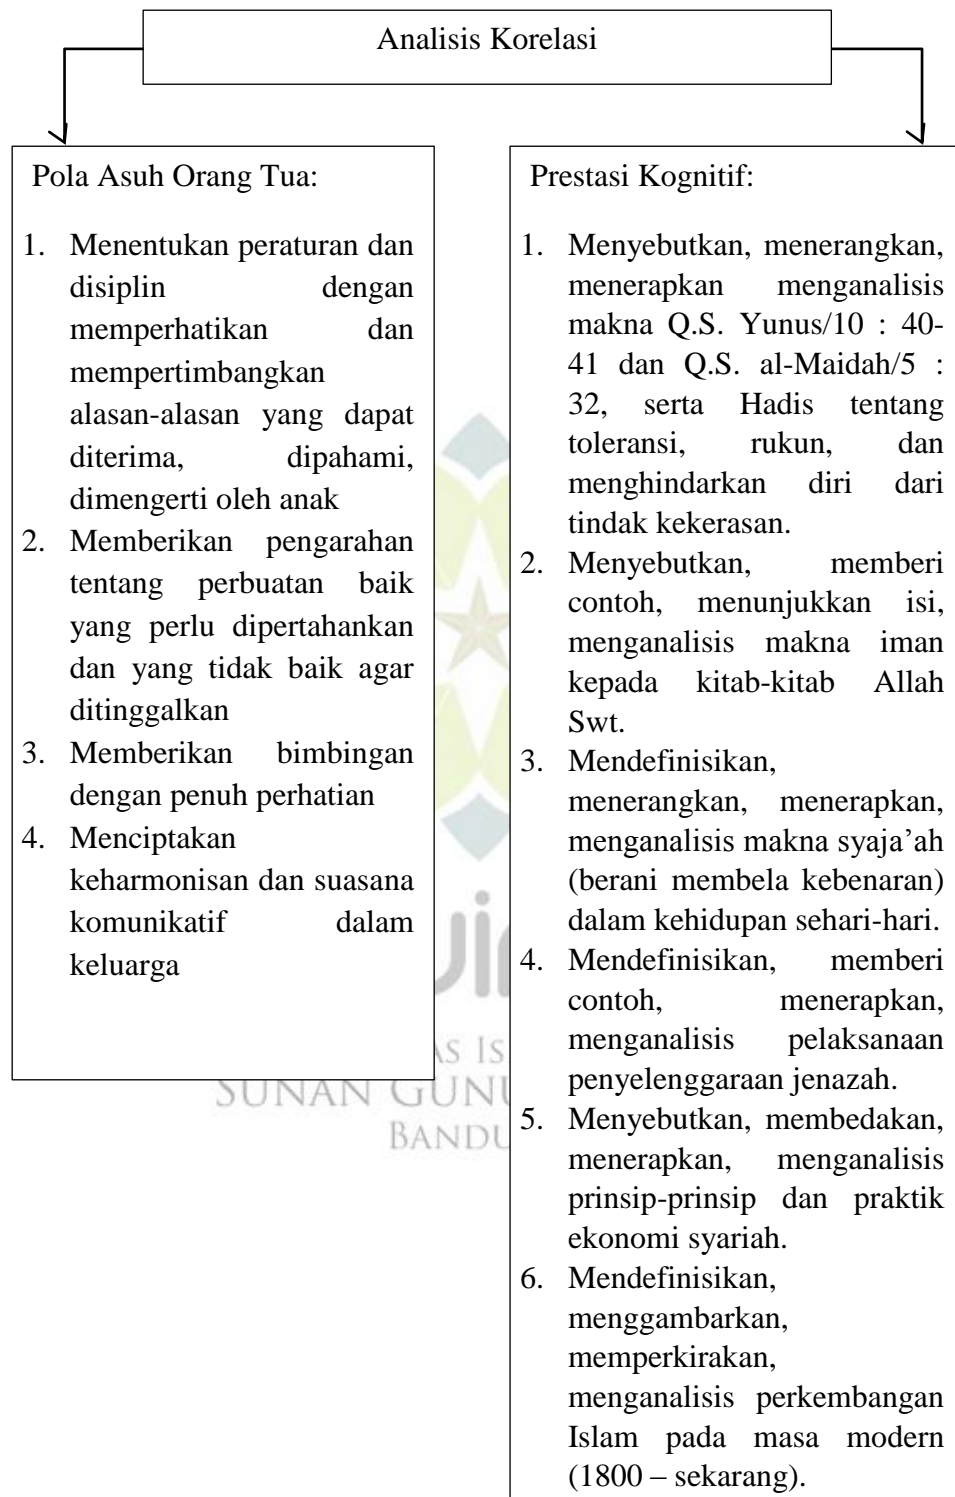 Analisis Korelasi
Pola Asuh Orang Tua:
1. Menentukan peraturan dan
disiplin dengan
memperhatikan dan
mempertimbangkan
alasan-alasan yang dapat
diterima, dipahami,
dimengerti oleh anak
2. Memberikan pengarahan
tentang perbuatan baik
yang perlu dipertahankan
dan yang tidak baik agar
ditinggalkan
3. Memberikan bimbingan
dengan penuh perhatian
4. Menciptakan
keharmonisan dan suasana
komunikatif dalam
keluarga
Prestasi Kognitif:
1. Menyebutkan, menerangkan,
menerapkan menganalisis
makna Q.S. Yunus/10 : 40-
41 dan Q.S. al-Maidah/5 :
32, serta Hadis tentang
toleransi, rukun, dan
menghindarkan diri dari
tindak kekerasan.
2. Menyebutkan, memberi
contoh, menunjukkan isi,
menganalisis makna iman
kepada kitab-kitab Allah
Swt.
3. Mendefinisikan,
menerangkan, menerapkan,
menganalisis makna syaja’ah
(berani membela kebenaran)
dalam kehidupan sehari-hari.
4. Mendefinisikan, memberi
contoh, menerapkan,
menganalisis pelaksanaan
penyelenggaraan jenazah.
5. Menyebutkan, membedakan,
menerapkan, menganalisis
prinsip-prinsip dan praktik
ekonomi syariah.
6. Mendefinisikan,
menggambarkan,
memperkirakan,
menganalisis perkembangan
Islam pada masa modern
(1800 – sekarang).
SUNAN